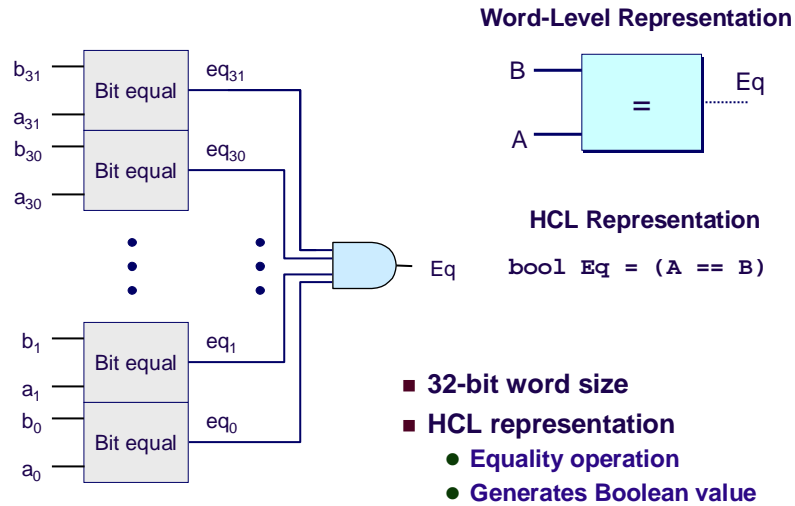 Word-Level Representation
b31
Bit equal
eq31
a31
b30
Bit equal
eq30
a30
b1
Bit equal
eq1
a1
b0
Bit equal
eq0
a0
Eq
B
A
=
Eq
HCL Representation
bool Eq = (A == B)
■ 32-bit word size
■ HCL representation
● Equality operation
● Generates Boolean value